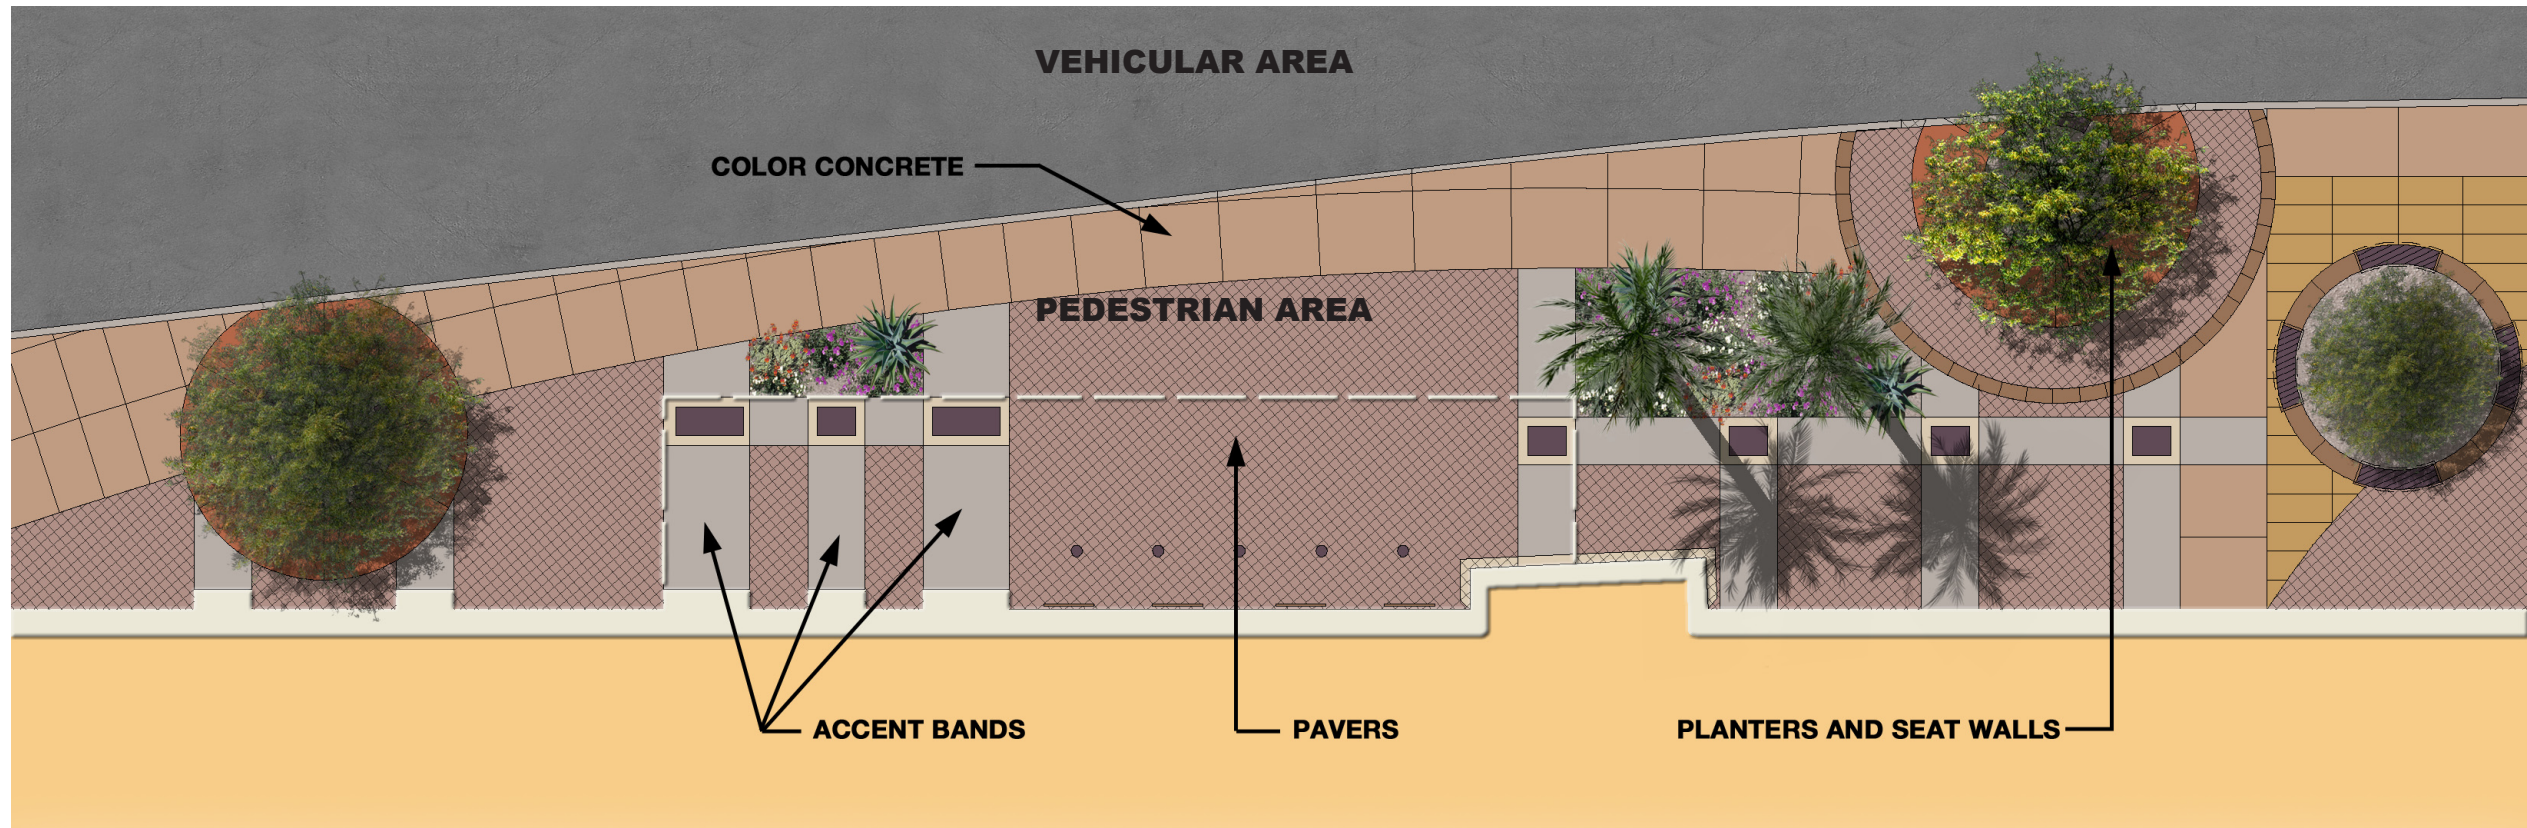 VEHICULAR AREA
COLOR CONCRETE
PEDESTRIAN AREA
ACCENT BANDS
PAVERS
PLANTERS AND SEAT WALLS